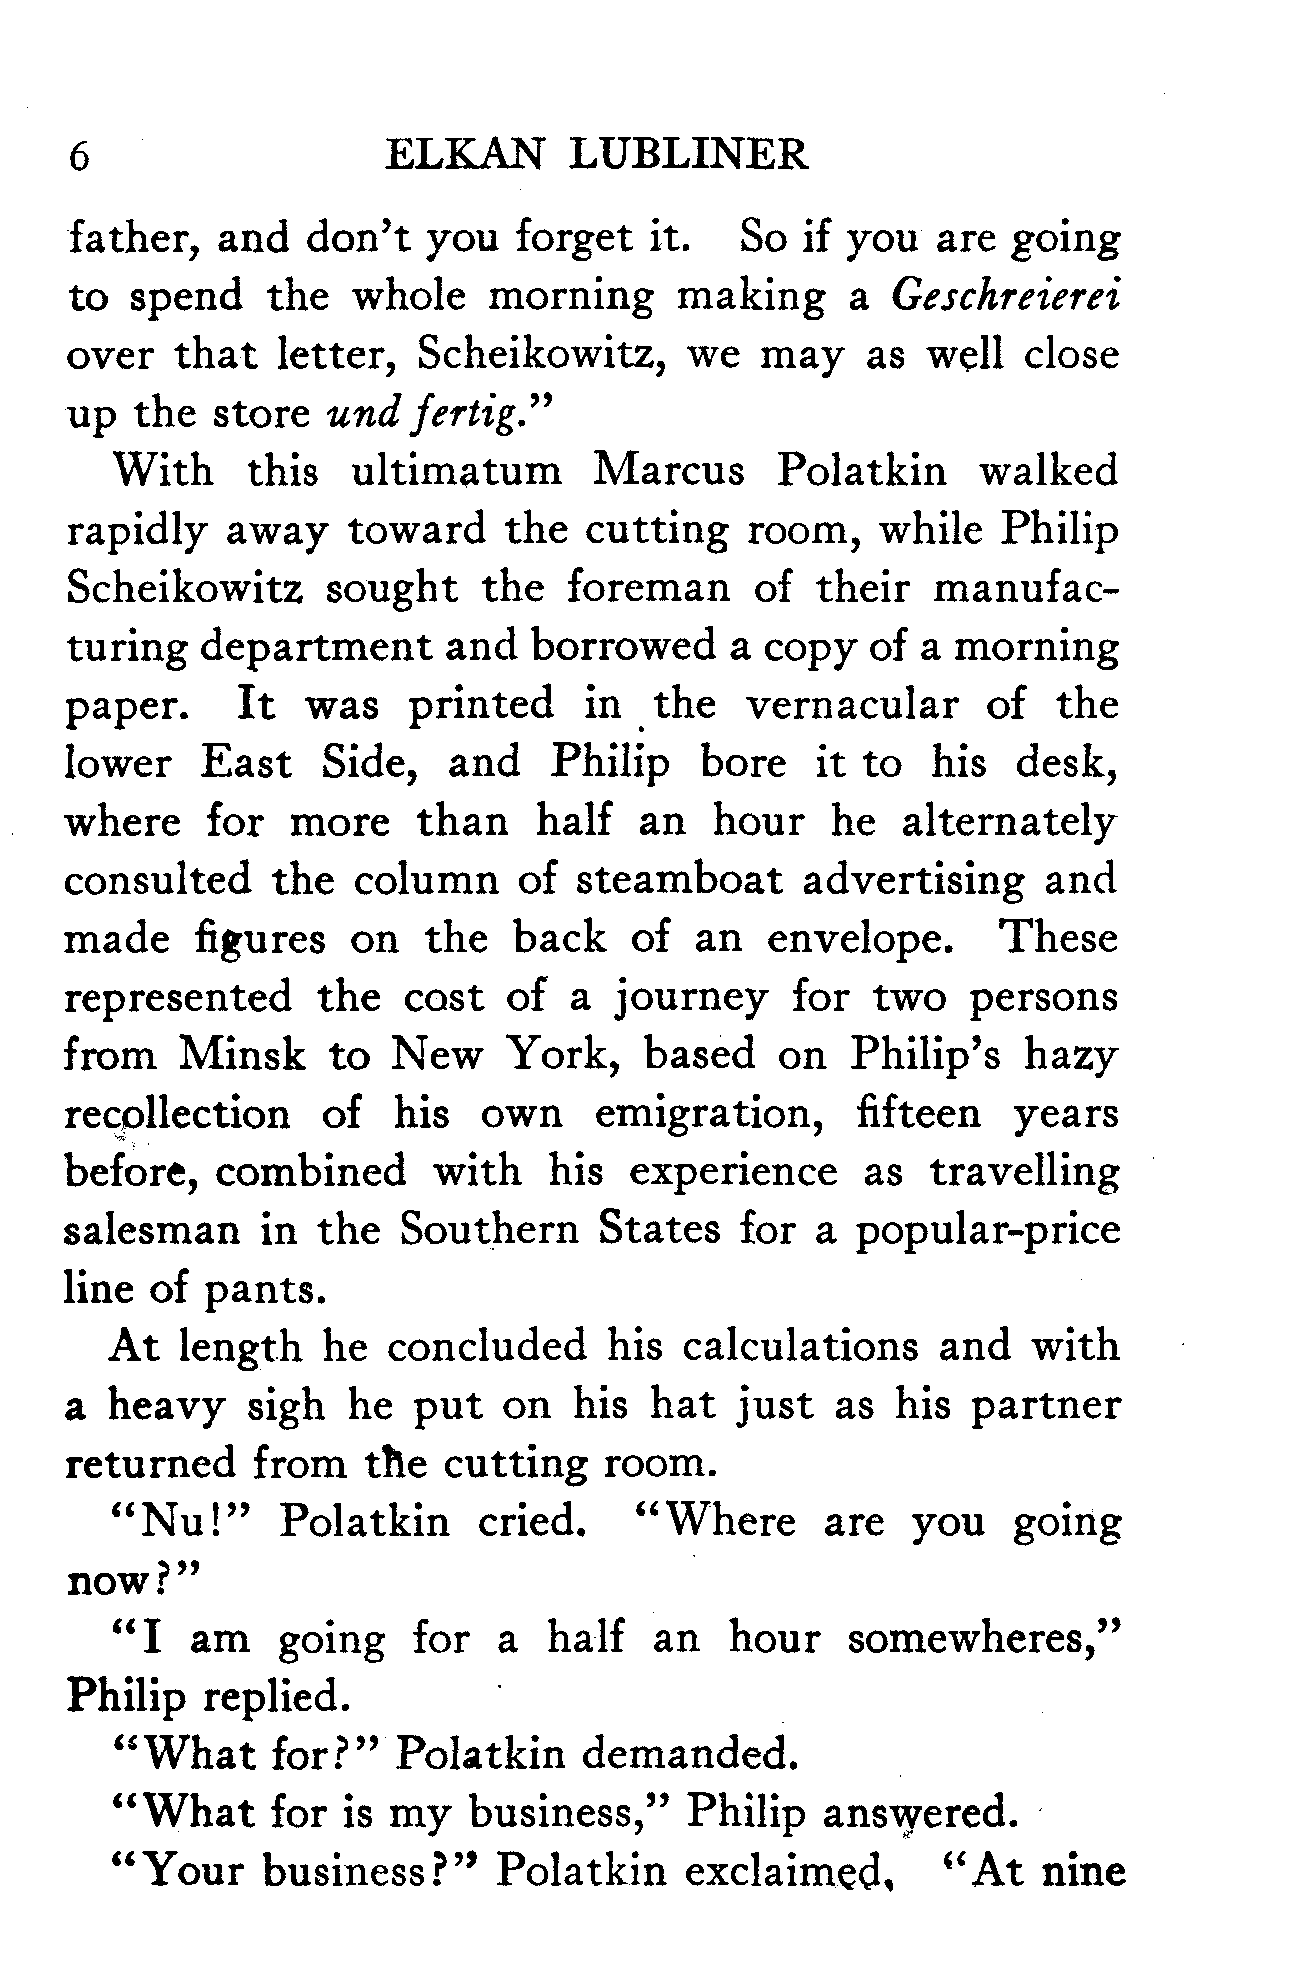 6 ELKAN LUBLINER
father, and don't you forget it. So if you are going
to spend the whole morning making a Geschreierei
over that letter, Scheikowitz, we may as well close
up the store und fertig."
With this ultimatum Marcus Polatkin walked
rapidly away toward the cutting room, while Philip
Scheikowitz sought the foreman of their manufac-
turing department and borrowed a copy of a morning
paper. It was printed in the vernacular of the
lower East Side, and Philip bore it to his desk,
where for more than half an hour he alternately
consulted the column of steamboat advertising and
made figures on the back of an envelope. These
represented the cost of a journey for two persons
from Minsk to New York, based on Philip's hazy
recollection of his own emigration, fifteen years
before, combined with his experience as travelling
salesman in the Southern States for a popular-price
line of pants.
At length he concluded his calculations and with
a heavy sigh he put on his hat just as his partner
returned from the cutting room.
"Nu!" Polatkin cried. "Where are you going
now?"
"I am going for a half an hour somewheres,"
Philip replied.
"What for?" Polatkin demanded.
"What for is my business," Philip answered.
"Your business?" Polatkin exclaimed, "At nine